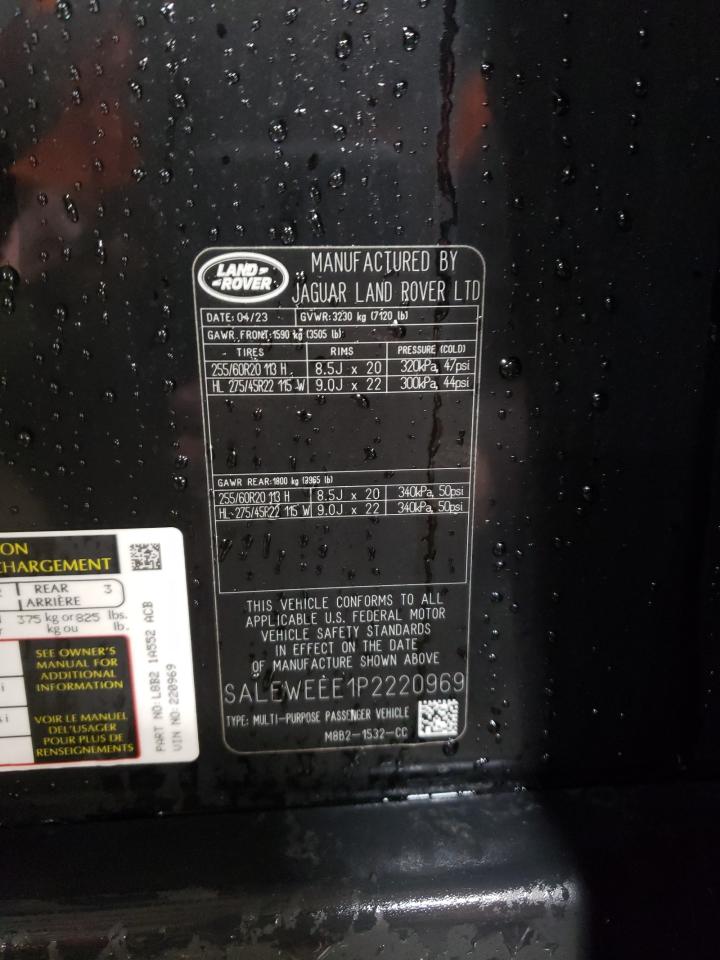 LAND ROVER
MANUFACTURED BY
JAGUAR LAND ROVER LTD
DATE: 04/23 GVWR: 3230 kg (7120 lb)
GAWR FRONT: 1590 kg (3505 lb)
TIRES RIMS PRESSURE (COLD)
255/60R20 113 H 8.5J x 20 320kPa, 47psi
HL 275/45R22 115 W 9.0J x 22 300kPa, 44psi
GAWR REAR: 1800 kg (3965 lb)
255/60R20 113 H 8.5J x 20 340kPa, 50psi
HL 275/45R22 115 W 9.0J x 22 340kPa, 50psi
THIS VEHICLE CONFORMS TO ALL
APPLICABLE U.S. FEDERAL MOTOR
VEHICLE SAFETY STANDARDS
IN EFFECT ON THE DATE
OF MANUFACTURE SHOWN ABOVE
SALEWEEE1P2220969
TYPE: MULTI-PURPOSE PASSENGER VEHICLE
M8B2-1532-CC
ON
CHARGEMENT
REAR 3
ARRIÈRE
375 kg or 825 lbs.
kg ou lb.
SEE OWNER'S
MANUAL FOR
ADDITIONAL
INFORMATION
VOIR LE MANUEL
DE L'USAGER
POUR PLUS DE
RENSEIGNEMENTS
PART NO: L8B2 1A552 ACB
VIN NO: 220969